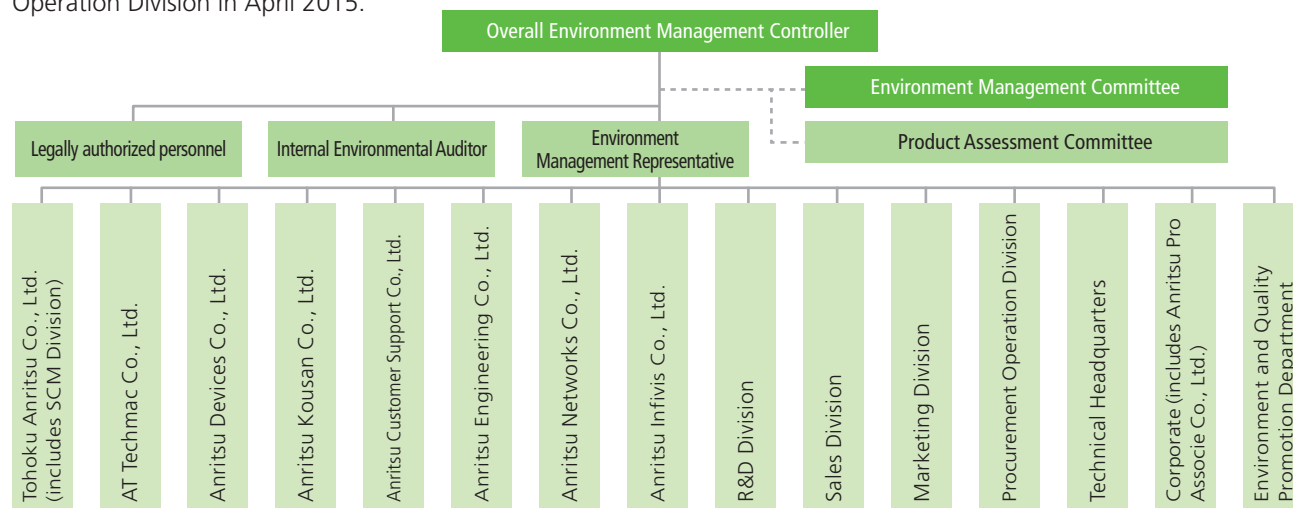 Operation Division in April 2015.
Overall Environment Management Controller
Environment Management Committee
Product Assessment Committee
Legally authorized personnel
Internal Environmental Auditor
Environment
Management Representative
Tohoku Anritsu Co., Ltd.
(includes SCM Division)
AT Techmac Co., Ltd.
Anritsu Devices Co., Ltd.
Anritsu Kousan Co., Ltd.
Anritsu Customer Support Co., Ltd.
Anritsu Engineering Co., Ltd.
Anritsu Networks Co., Ltd.
Anritsu Infivis Co., Ltd.
R&D Division
Sales Division
Marketing Division
Procurement Operation Division
Technical Headquarters
Corporate (includes Anritsu Pro
Associe Co., Ltd.)
Environment and Quality
Promotion Department